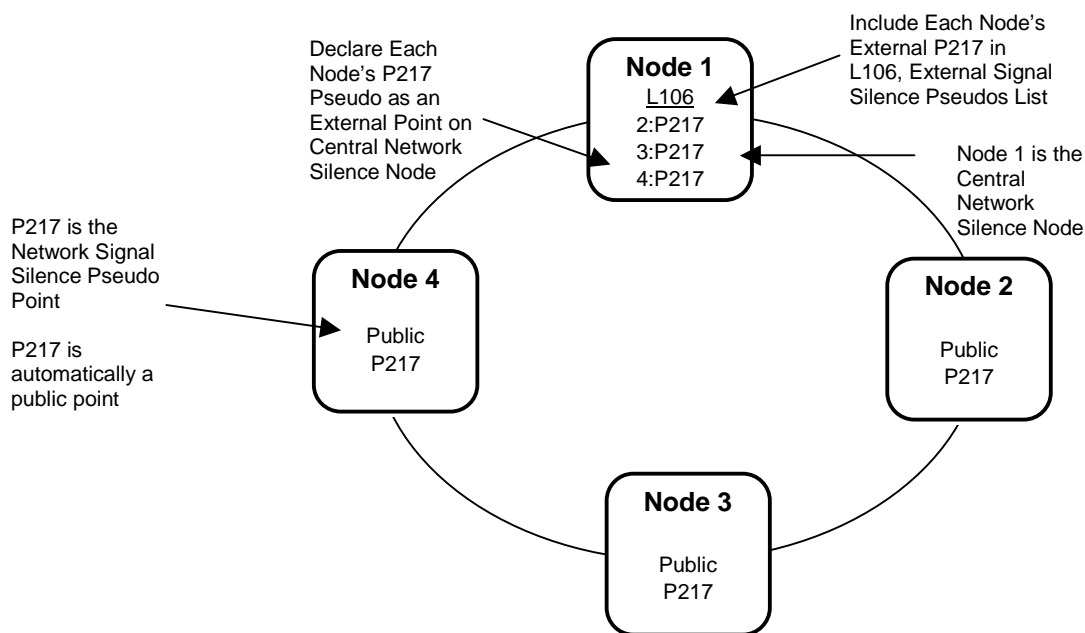 Declare Each
Node’s P217
Pseudo as an
External Point on
Central Network
Silence Node
Include Each Node’s
External P217 in
L106, External Signal
Silence Pseudos List
Node 1
L106
2:P217
3:P217
4:P217
Node 1 is the
Central
Network
Silence Node
P217 is the
Network Signal
Silence Pseudo
Point
P217 is
automatically a
public point
Node 4
Public
P217
Node 2
Public
P217
Node 3
Public
P217